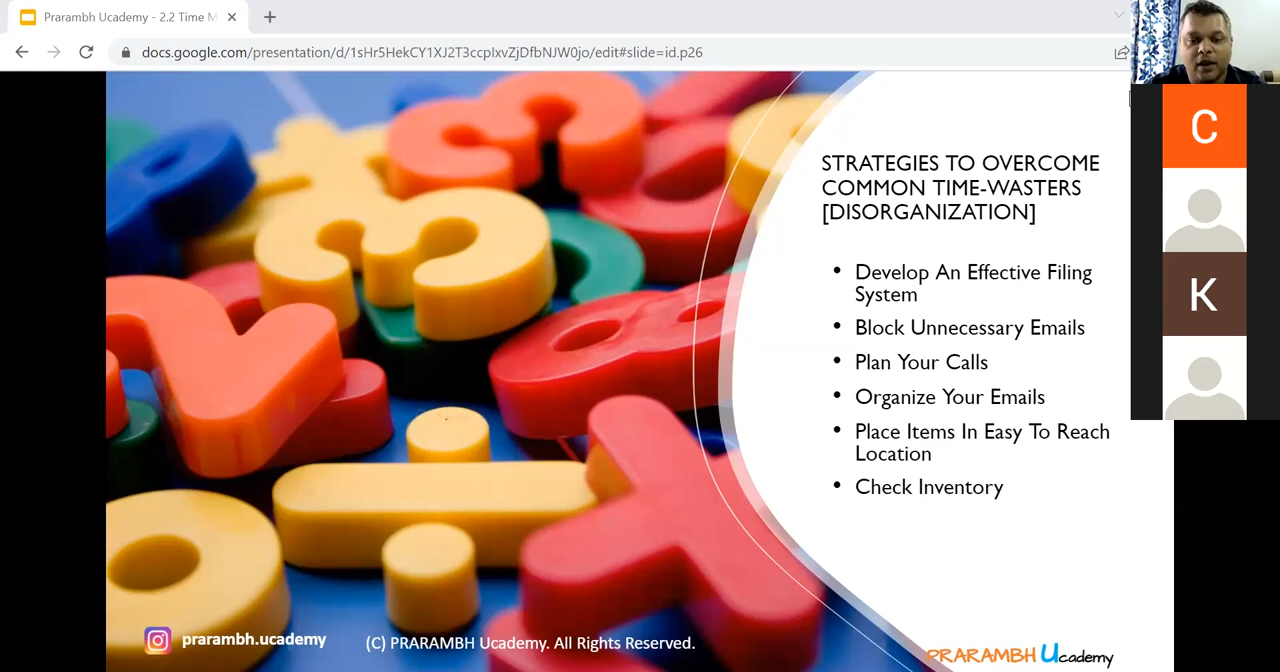 Prarambh Ucademy - 2.2 Time M
docs.google.com/presentation/d/1sHr5HekCY1XJ2T3ccpIxvZjDfbNJW0jo/edit#slide=id.p26
C
K
STRATEGIES TO OVERCOME
COMMON TIME-WASTERS
[DISORGANIZATION]
• Develop An Effective Filing
System
• Block Unnecessary Emails
• Plan Your Calls
• Organize Your Emails
• Place Items In Easy To Reach
Location
• Check Inventory
prarambh.ucademy
(C) PRARAMBH Ucademy. All Rights Reserved.
PRARAMBH Ucademy